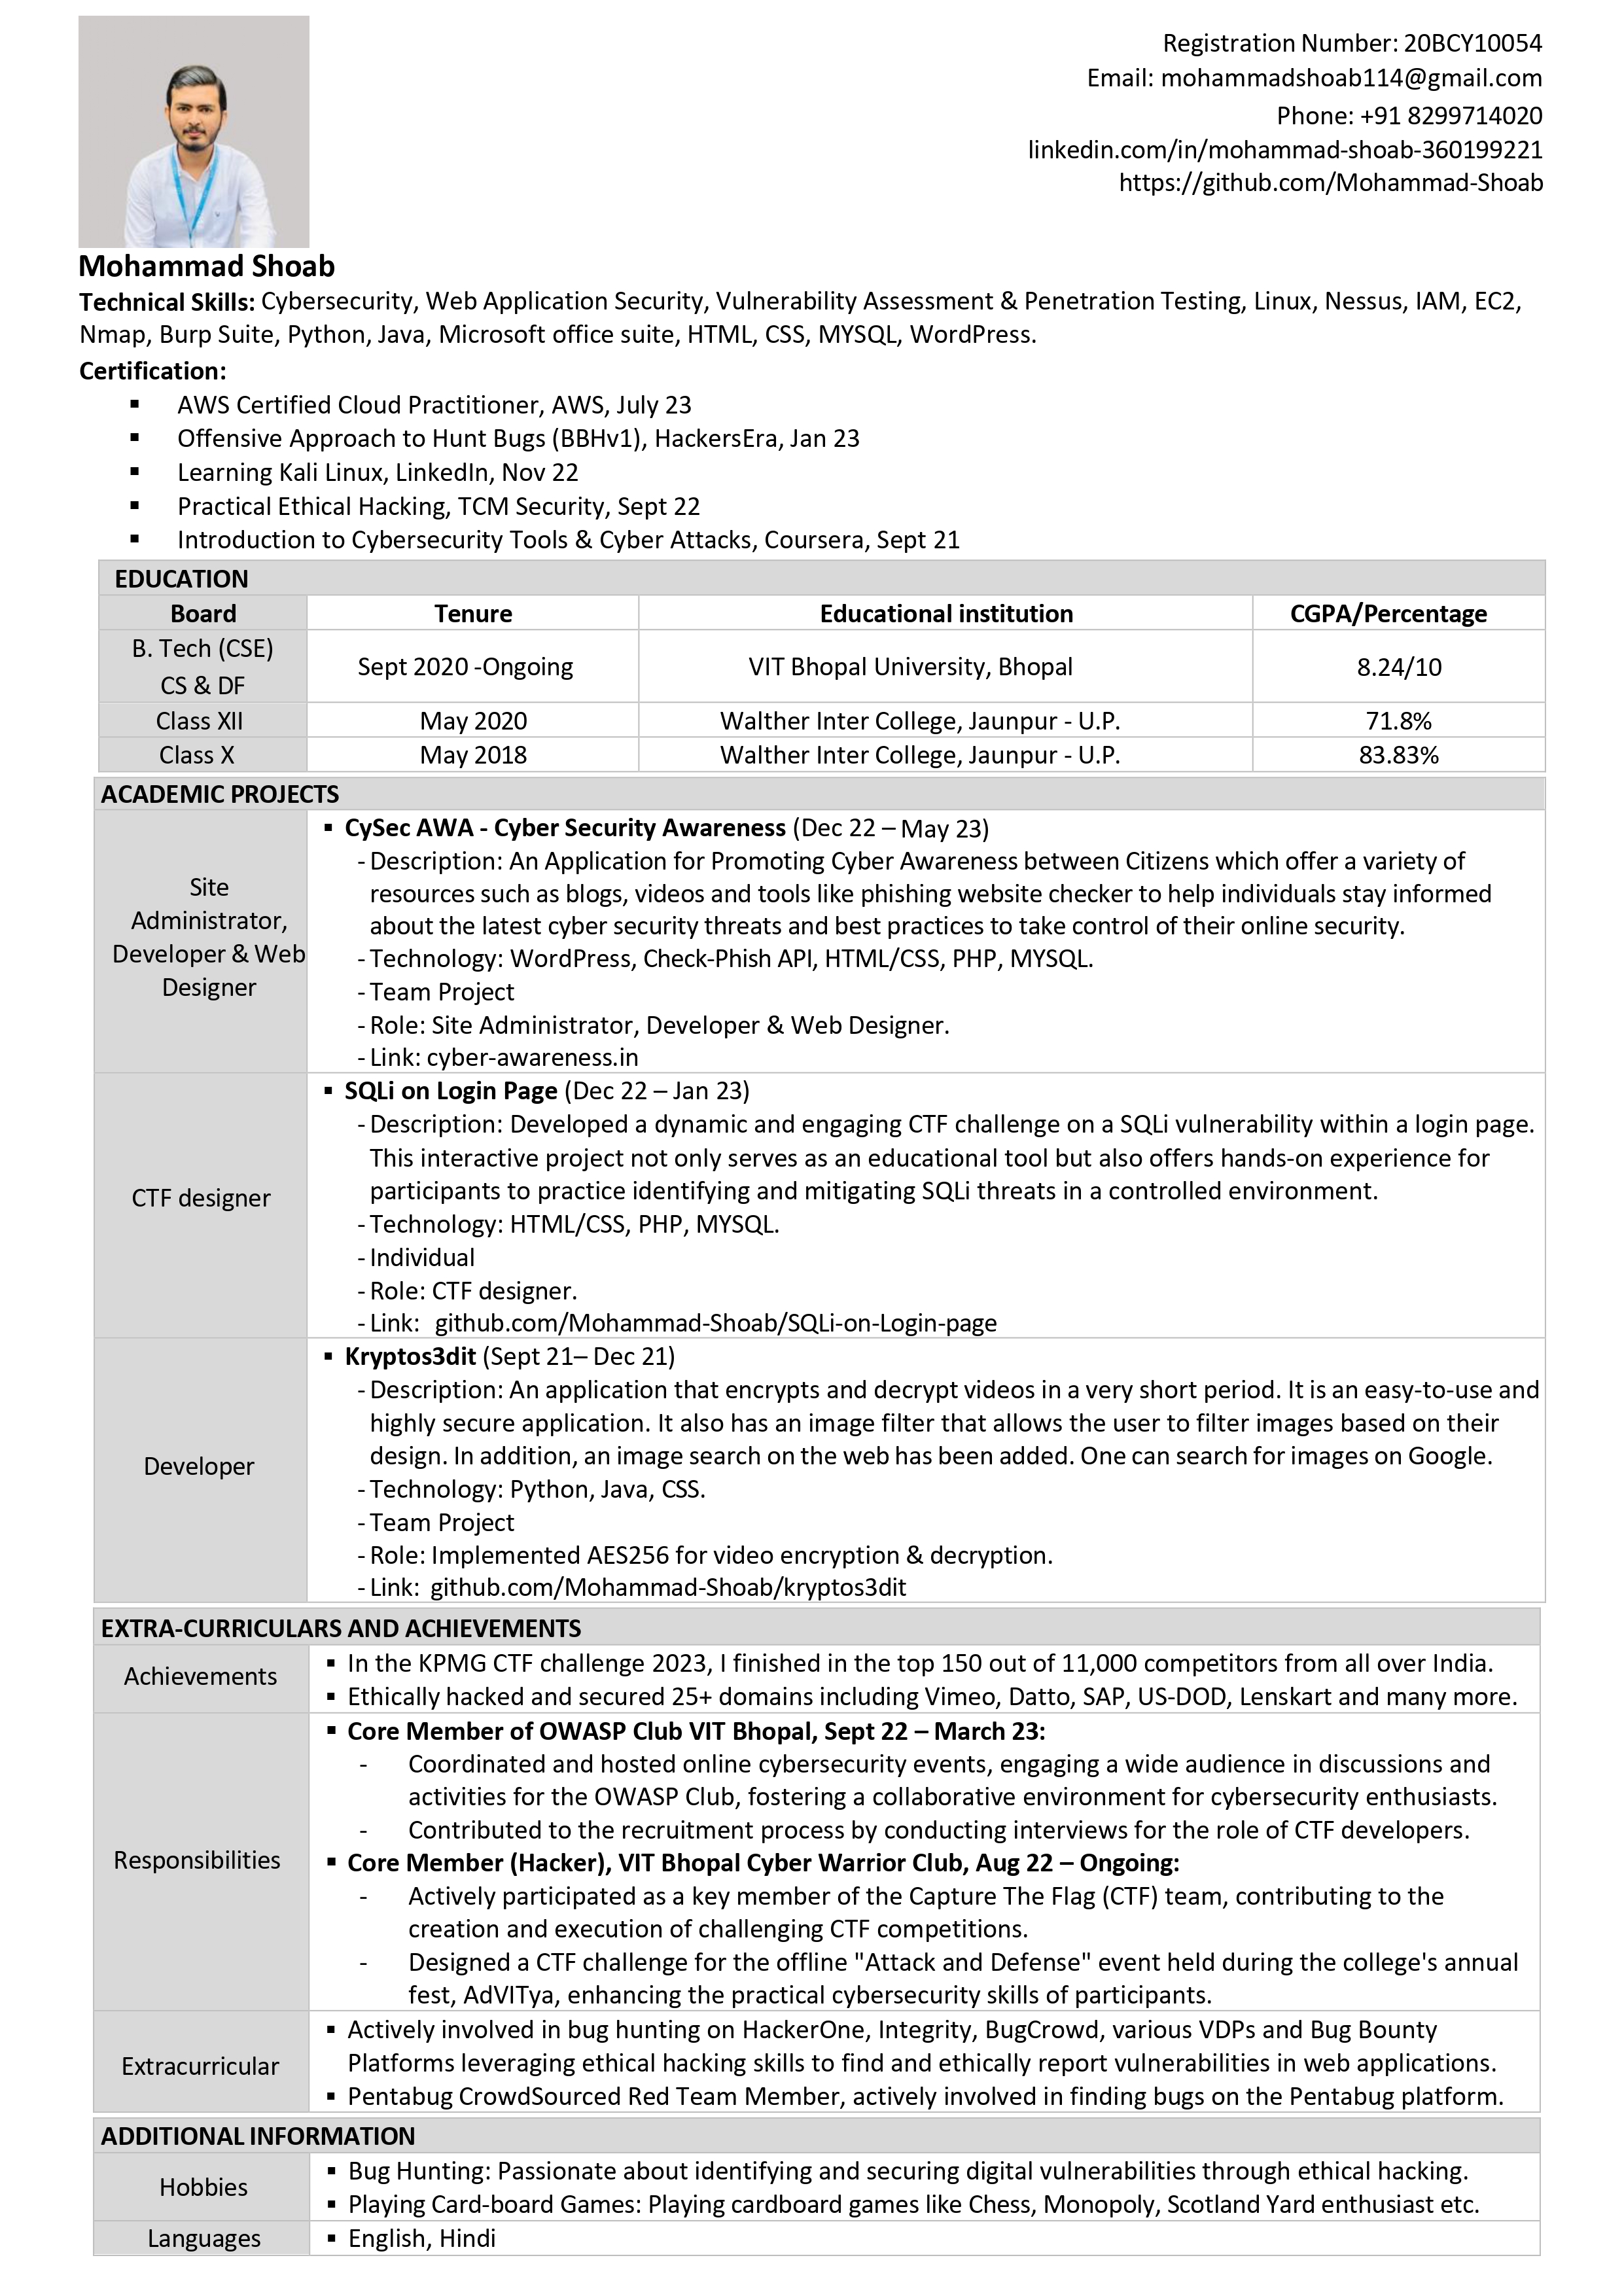 Registration Number: 20BCY10054
Email: mohammadshoab114@gmail.com
Phone: +91 8299714020
linkedin.com/in/mohammad-shoab-360199221
https://github.com/Mohammad-Shoab
Mohammad Shoab
Technical Skills: Cybersecurity, Web Application Security, Vulnerability Assessment & Penetration Testing, Linux, Nessus, IAM, EC2,
Nmap, Burp Suite, Python, Java, Microsoft office suite, HTML, CSS, MYSQL, WordPress.
Certification:
▪ AWS Certified Cloud Practitioner, AWS, July 23
▪ Offensive Approach to Hunt Bugs (BBHv1), HackersEra, Jan 23
▪ Learning Kali Linux, LinkedIn, Nov 22
▪ Practical Ethical Hacking, TCM Security, Sept 22
▪ Introduction to Cybersecurity Tools & Cyber Attacks, Coursera, Sept 21
EDUCATION
Board Tenure Educational institution CGPA/Percentage
B. Tech (CSE)
CS & DF
Sept 2020 -Ongoing VIT Bhopal University, Bhopal 8.24/10
Class XII May 2020 Walther Inter College, Jaunpur - U.P. 71.8%
Class X May 2018 Walther Inter College, Jaunpur - U.P. 83.83%
ACADEMIC PROJECTS
Site
Administrator,
Developer & Web
Designer
▪ CySec AWA - Cyber Security Awareness (Dec 22 – May 23)
- Description: An Application for Promoting Cyber Awareness between Citizens which offer a variety of
resources such as blogs, videos and tools like phishing website checker to help individuals stay informed
about the latest cyber security threats and best practices to take control of their online security.
- Technology: WordPress, Check-Phish API, HTML/CSS, PHP, MYSQL.
- Team Project
- Role: Site Administrator, Developer & Web Designer.
- Link: cyber-awareness.in
CTF designer
▪ SQLi on Login Page (Dec 22 – Jan 23)
- Description: Developed a dynamic and engaging CTF challenge on a SQLi vulnerability within a login page.
This interactive project not only serves as an educational tool but also offers hands-on experience for
participants to practice identifying and mitigating SQLi threats in a controlled environment.
- Technology: HTML/CSS, PHP, MYSQL.
- Individual
- Role: CTF designer.
- Link: github.com/Mohammad-Shoab/SQLi-on-Login-page
Developer
▪ Kryptos3dit (Sept 21– Dec 21)
- Description: An application that encrypts and decrypt videos in a very short period. It is an easy-to-use and
highly secure application. It also has an image filter that allows the user to filter images based on their
design. In addition, an image search on the web has been added. One can search for images on Google.
- Technology: Python, Java, CSS.
- Team Project
- Role: Implemented AES256 for video encryption & decryption.
- Link: github.com/Mohammad-Shoab/kryptos3dit
EXTRA-CURRICULARS AND ACHIEVEMENTS
Achievements
▪ In the KPMG CTF challenge 2023, I finished in the top 150 out of 11,000 competitors from all over India.
▪ Ethically hacked and secured 25+ domains including Vimeo, Datto, SAP, US-DOD, Lenskart and many more.
Responsibilities
▪ Core Member of OWASP Club VIT Bhopal, Sept 22 – March 23:
- Coordinated and hosted online cybersecurity events, engaging a wide audience in discussions and
activities for the OWASP Club, fostering a collaborative environment for cybersecurity enthusiasts.
- Contributed to the recruitment process by conducting interviews for the role of CTF developers.
▪ Core Member (Hacker), VIT Bhopal Cyber Warrior Club, Aug 22 – Ongoing:
- Actively participated as a key member of the Capture The Flag (CTF) team, contributing to the
creation and execution of challenging CTF competitions.
- Designed a CTF challenge for the offline "Attack and Defense" event held during the college's annual
fest, AdVITya, enhancing the practical cybersecurity skills of participants.
Extracurricular
▪ Actively involved in bug hunting on HackerOne, Integrity, BugCrowd, various VDPs and Bug Bounty
Platforms leveraging ethical hacking skills to find and ethically report vulnerabilities in web applications.
▪ Pentabug CrowdSourced Red Team Member, actively involved in finding bugs on the Pentabug platform.
ADDITIONAL INFORMATION
Hobbies
▪ Bug Hunting: Passionate about identifying and securing digital vulnerabilities through ethical hacking.
▪ Playing Card-board Games: Playing cardboard games like Chess, Monopoly, Scotland Yard enthusiast etc.
Languages
▪ English, Hindi